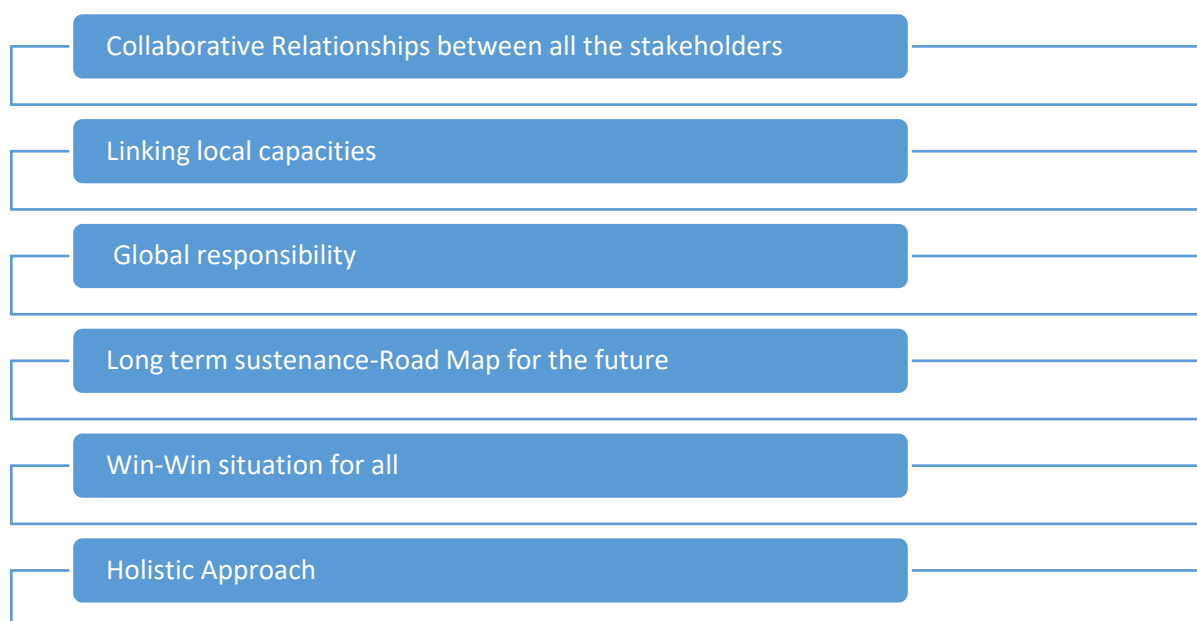 Collaborative Relationships between all the stakeholders
Linking local capacities
Global responsibility
Long term sustenance-Road Map for the future
Win-Win situation for all
Holistic Approach